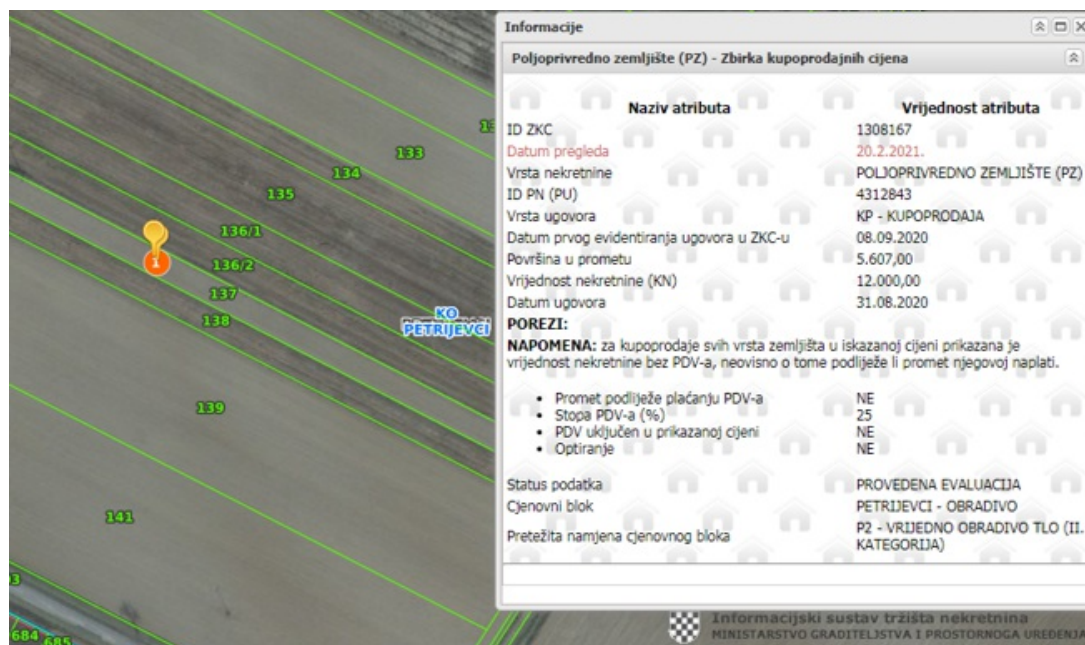 Informacije
Poljoprivredno zemljište (PZ) - Zbirka kupoprodajnih cijena
Naziv atributa Vrijednost atributa
ID ZKC 1308167
Datum pregleda 20.2.2021.
Vrsta nekretnine POLJOPRIVREDNO ZEMLJIŠTE (PZ)
ID PN (PU) 4312843
Vrsta ugovora KP - KUPOPRODAJA
Datum prvog evidentiranja ugovora u ZKC-u 08.09.2020
Površina u prometu 5.607,00
Vrijednost nekretnine (KN) 12.000,00
Datum ugovora 31.08.2020
POREZI:
NAPOMENA: za kupoprodaje svih vrsta zemljišta u iskazanoj cijeni prikazana je
vrijednost nekretnine bez PDV-a, neovisno o tome podliježe li promet njegovoj naplati.
• Promet podliježe plaćanju PDV-a NE
• Stopa PDV-a (%) 25
• PDV uključen u prikazanoj cijeni NE
• Optiranje NE
Status podatka PROVEDENA EVALUACIJA
Cjenovni blok PETRIJEVCI - OBRADIVO
Pretežita namjena cjenovnog bloka P2 - VRIJEDNO OBRADIVO TLO (II.
KATEGORIJA)
133
134
135
136/1
136/2
1
137
138
KO
PETRIJEVCI
139
141
684
685
Informacijski sustav tržišta nekretnina
MINISTARSTVO GRADITELJSTVA I PROSTORNOGA UREĐENJA